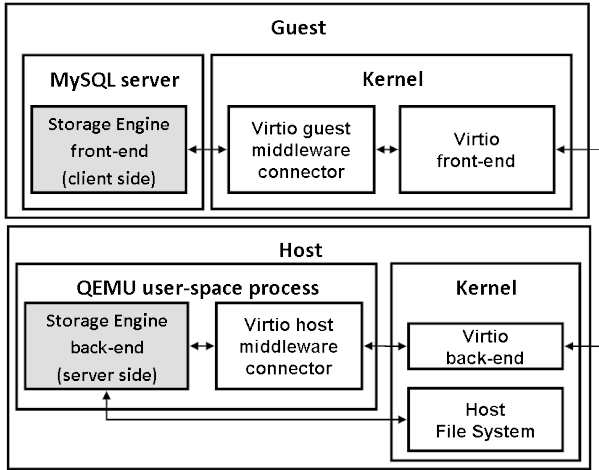 Guest
MySQL server
Kernel
Storage Engine
front-end
(client side)
Virtio guest
middleware
connector
Virtio
front-end
Host
QEMU user-space process
Kernel
Storage Engine
back-end
(server side)
Virtio host
middleware
connector
Virtio
back-end
Host
File System